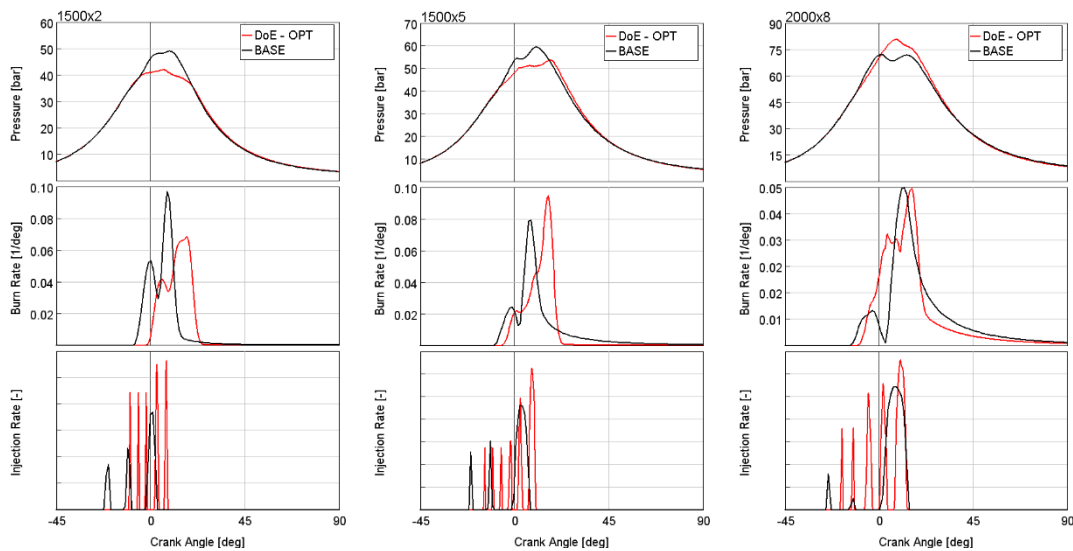 1500x2
1500x5
2000x8
60
50
40
30
20
10
Pressure [bar]
DoE - OPT
BASE
70
60
50
40
30
20
10
Pressure [bar]
DoE - OPT
BASE
90
75
60
45
30
15
Pressure [bar]
DoE - OPT
BASE
0.10
0.08
0.06
0.04
0.02
Burn Rate [1/deg]
0.10
0.08
0.06
0.04
0.02
Burn Rate [1/deg]
0.05
0.04
0.03
0.02
0.01
Burn Rate [1/deg]
Injection Rate [-]
Injection Rate [-]
Injection Rate [-]
-45 0 45 90
-45 0 45 90
-45 0 45 90
Crank Angle [deg]
Crank Angle [deg]
Crank Angle [deg]